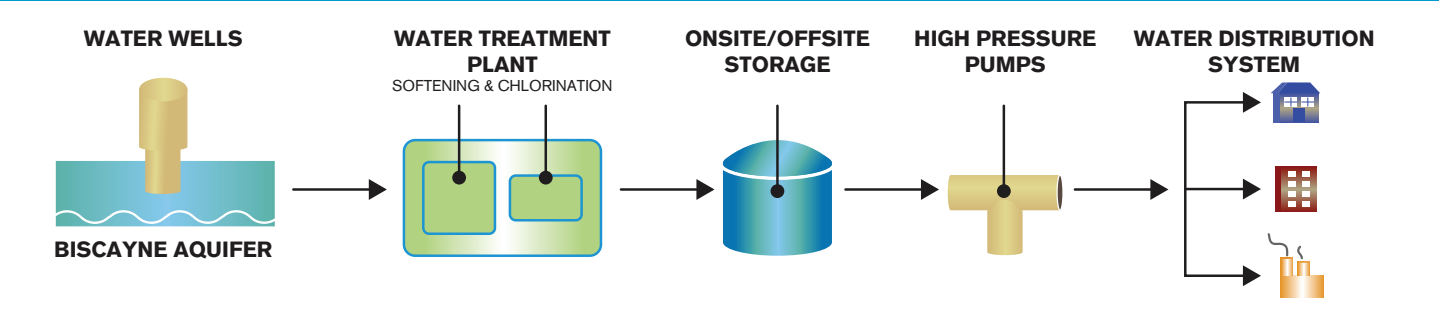 WATER WELLS
BISCAYNE AQUIFER
WATER TREATMENT
PLANT
SOFTENING & CHLORINATION
ONSITE/OFFSITE
STORAGE
HIGH PRESSURE
PUMPS
WATER DISTRIBUTION
SYSTEM